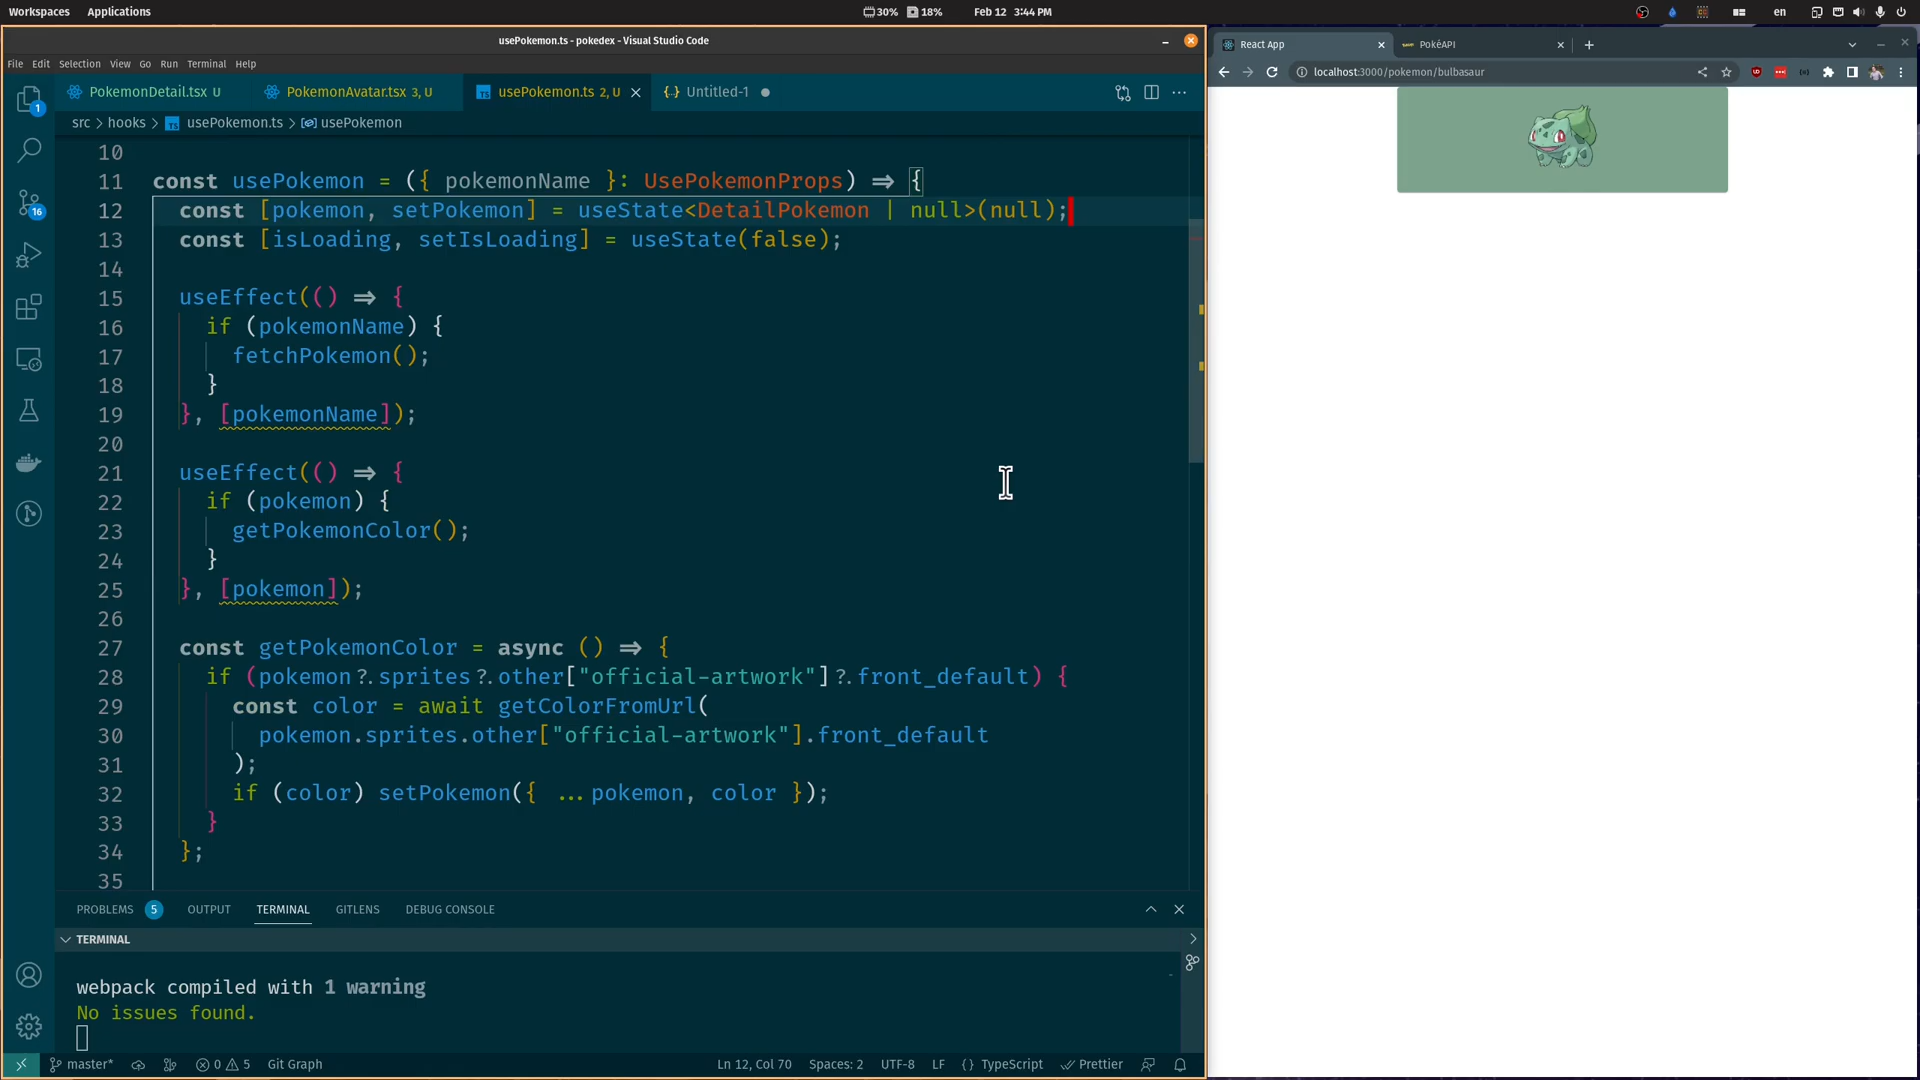 Workspaces Applications 30% 18% Feb 12 3:44 PM en
usePokemon.ts - pokedex - Visual Studio Code
File Edit Selection View Go Run Terminal Help
PokemonDetail.tsx U PokemonAvatar.tsx 3, U usePokemon.ts 2, U Untitled-1
src > hooks > TS usePokemon.ts > usePokemon
10
11 const usePokemon = ({ pokemonName }: UsePokemonProps) => {
12 const [pokemon, setPokemon] = useState<DetailPokemon | null>(null);
13 const [isLoading, setIsLoading] = useState(false);
14
15 useEffect(() => {
16 if (pokemonName) {
17 fetchPokemon();
18 }
19 }, [pokemonName]);
20
21 useEffect(() => {
22 if (pokemon) {
23 getPokemonColor();
24 }
25 }, [pokemon]);
26
27 const getPokemonColor = async () => {
28 if (pokemon?.sprites?.other["official-artwork"]?.front_default) {
29 const color = await getColorFromUrl(
30 pokemon.sprites.other["official-artwork"].front_default
31 );
32 if (color) setPokemon({ ...pokemon, color });
33 }
34 };
35
PROBLEMS 5 OUTPUT TERMINAL GITLENS DEBUG CONSOLE
TERMINAL
webpack compiled with 1 warning
No issues found.
master* 0 5 Git Graph Ln 12, Col 70 Spaces: 2 UTF-8 LF {} TypeScript Prettier
1
16
React App PokéAPI
localhost:3000/pokemon/bulbasaur